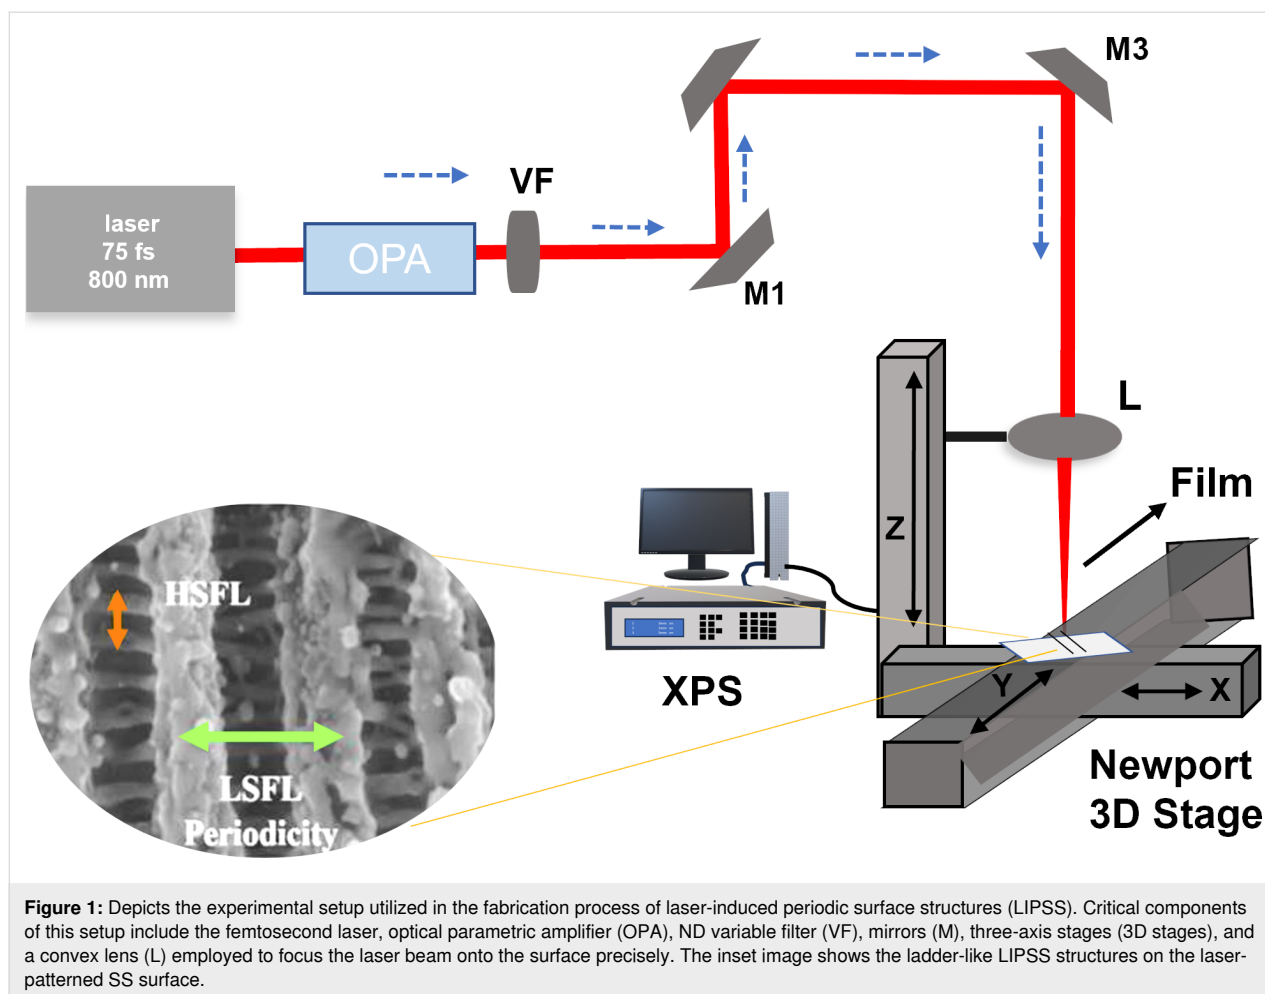 M3
VF
laser
75 fs
800 nm
OPA
M1
L
Film
Z
HSFL
XPS
Y
X
LSFL
Periodicity
Newport
3D Stage
Figure 1: Depicts the experimental setup utilized in the fabrication process of laser-induced periodic surface structures (LIPSS). Critical components
of this setup include the femtosecond laser, optical parametric amplifier (OPA), ND variable filter (VF), mirrors (M), three-axis stages (3D stages), and
a convex lens (L) employed to focus the laser beam onto the surface precisely. The inset image shows the ladder-like LIPSS structures on the laser-
patterned SS surface.